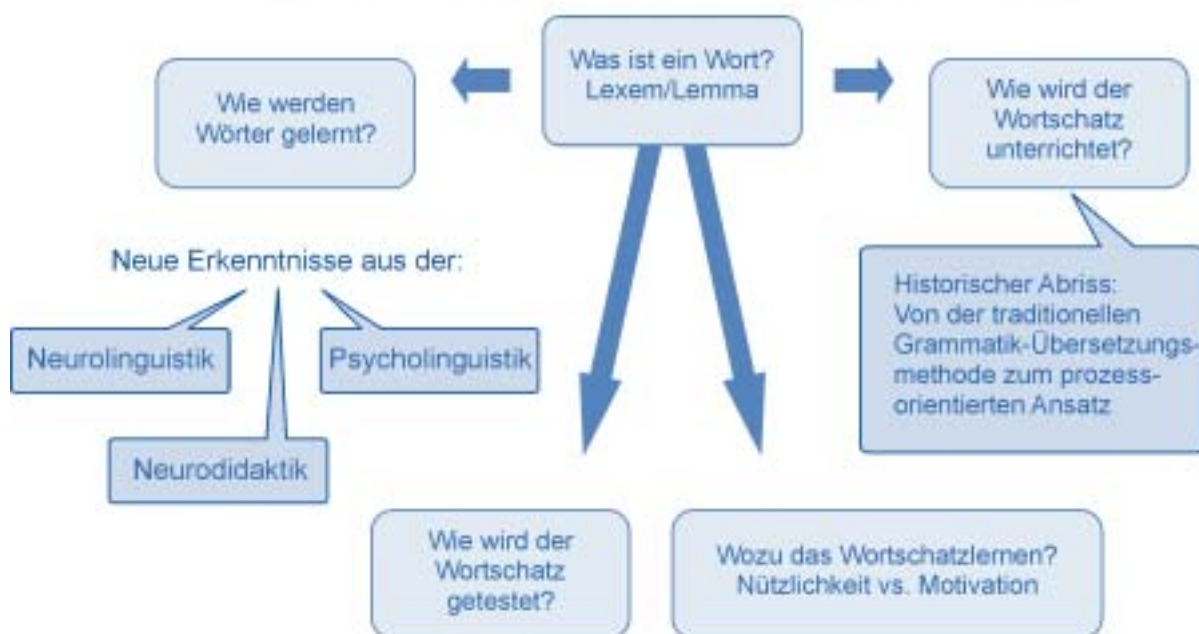 Was ist ein Wort?
Lexem/Lemma
Wie werden
Wörter gelernt?
Wie wird der
Wortschatz
unterrichtet?
Neue Erkenntnisse aus der:
Neurolinguistik
Psycholinguistik
Neurodidaktik
Historischer Abriss:
Von der traditionellen
Grammatik-Übersetzungs-
methode zum prozess-
orientierten Ansatz
Wie wird der
Wortschatz
getestet?
Wozu das Wortschatzlernen?
Nützlichkeit vs. Motivation